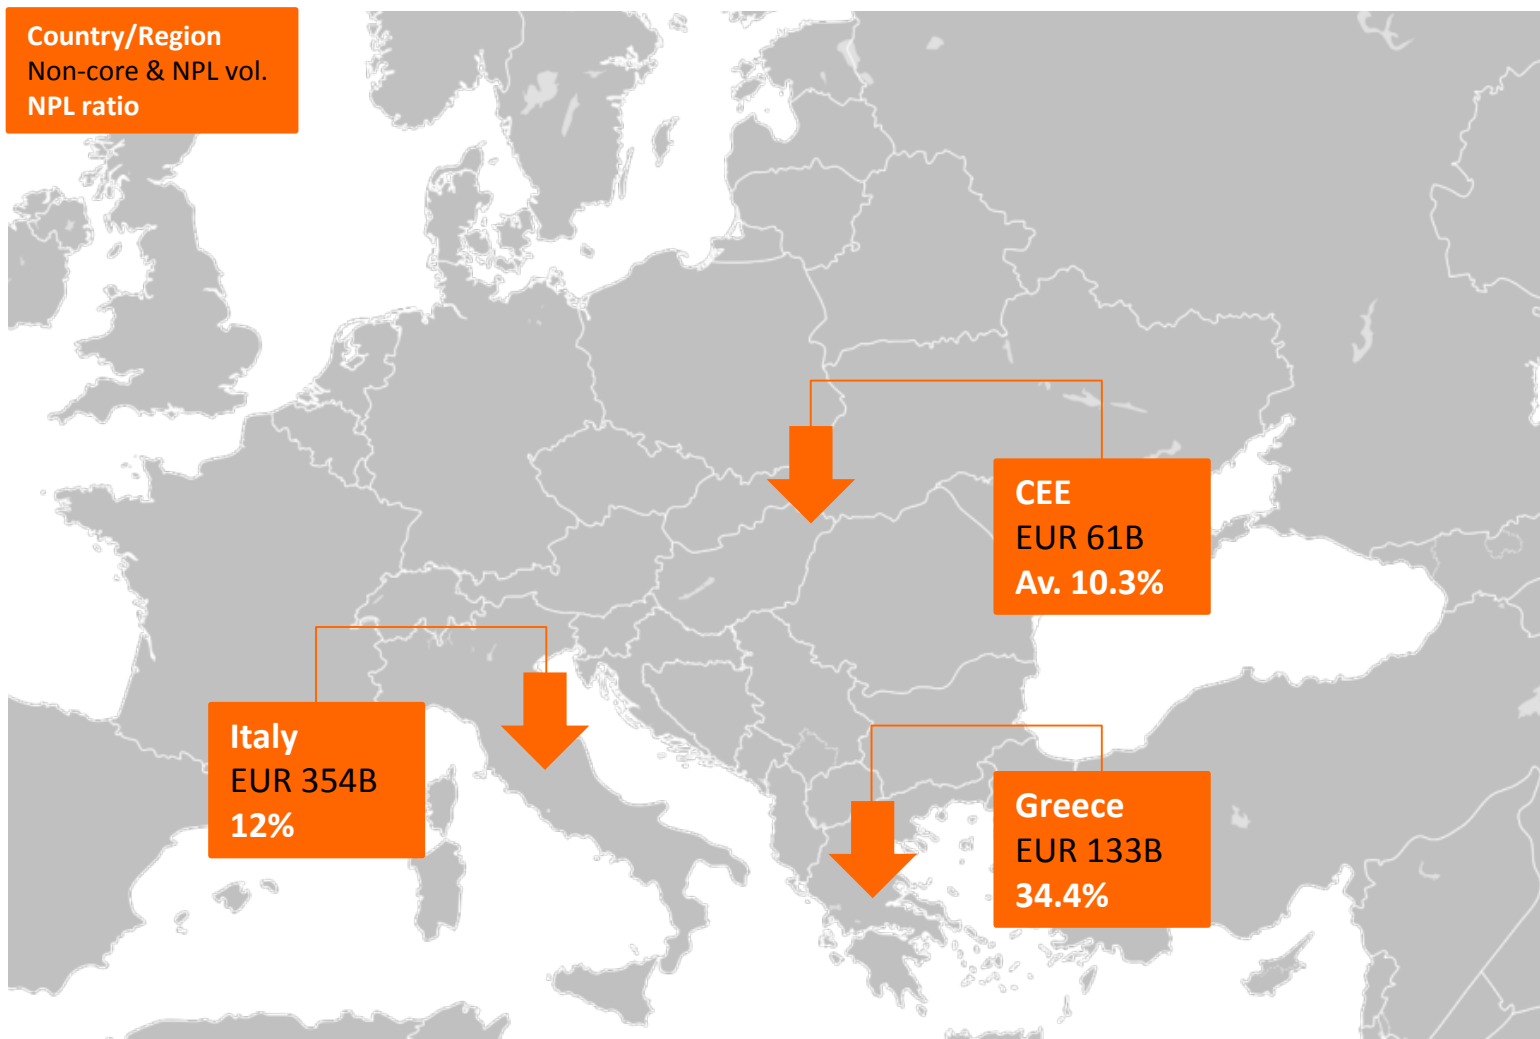 Country/Region
Non-core & NPL vol.
NPL ratio
CEE
EUR 61B
Av. 10.3%
Italy
EUR 354B
12%
Greece
EUR 133B
34.4%